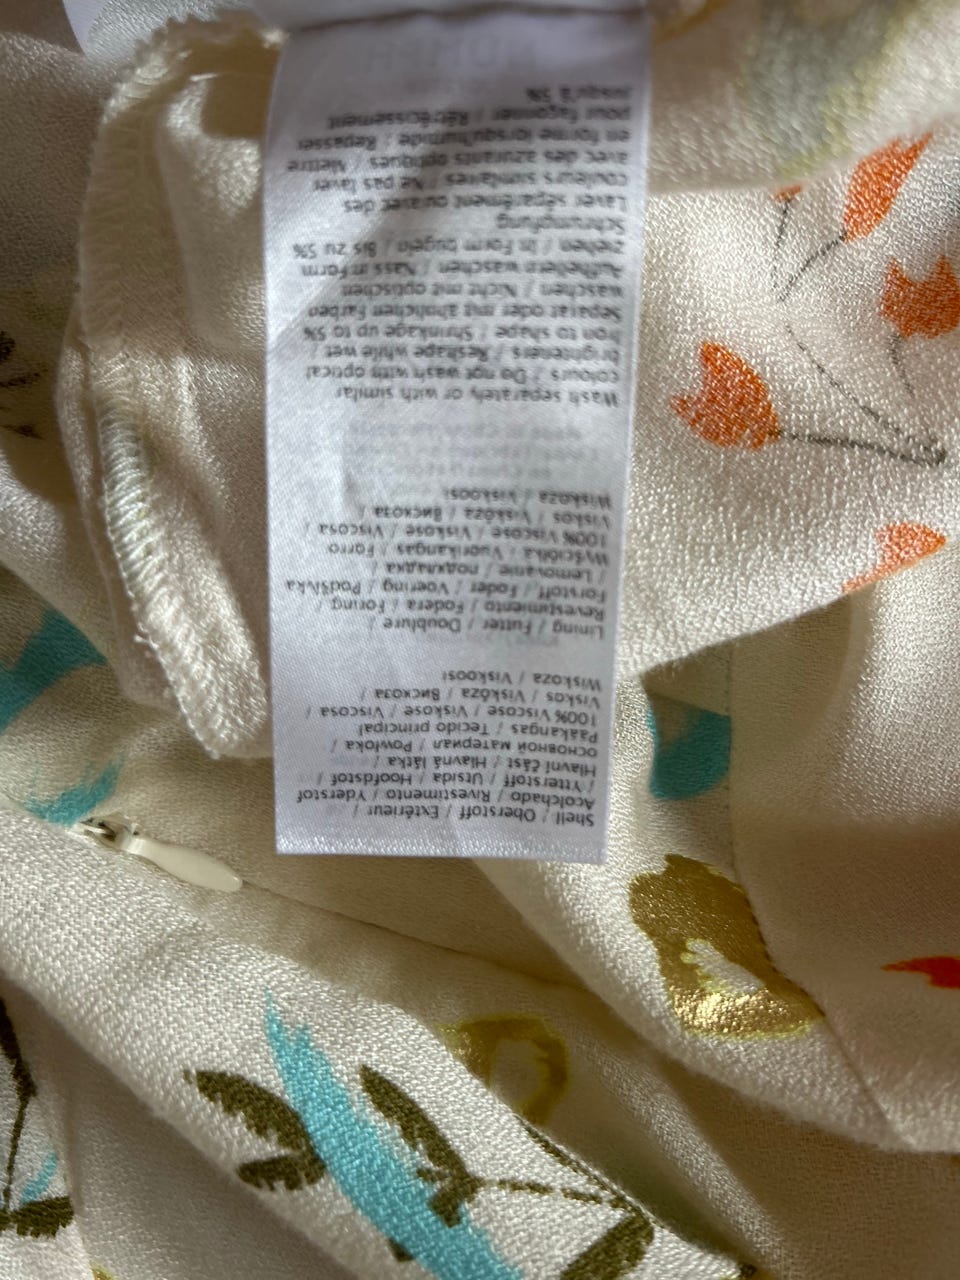 Shell / Oberstoff / Extérieur /
Acolchado / Rivestimento / Yderstof
/ Ytterstoff / Utsida / Hoofdstof /
Hlavní část / Hlavná látka / Powłoka /
основной материал /
Pääkangas / Tecido principal
100% Viscose / Viskose / Viscosa /
Viskos / Viskóza / Вискоза /
Wiskoza / Viskoosi
Lining / Futter / Doublure /
Revestimiento / Fodera / Foring /
Forstoff / Foder / Voering / Podšívka
/ Lemovanie / подкладка /
Wyściółka / Vuorikangas / Forro
100% Viscose / Viskose / Viscosa /
Viskos / Viskóza / Вискоза /
Wiskoza / Viskoosi
Wash separately or with similar
colours / Do not wash with optical
brighteners / Reshape while wet /
Iron to shape / Shrinkage up to 5%
Separat oder mit ähnlichen Farben
waschen / Nicht mit optischen
Aufhellern waschen / Nass in Form
ziehen / In Form bügeln / Bis zu 5%
Schrumpfung
Laver séparément ou avec des
couleurs similaires / Ne pas laver
avec des azurants optiques / Mettre
en forme lorsqu'humide / Repasser
pour façonner / Rétrécissement
jusqu'à 5%